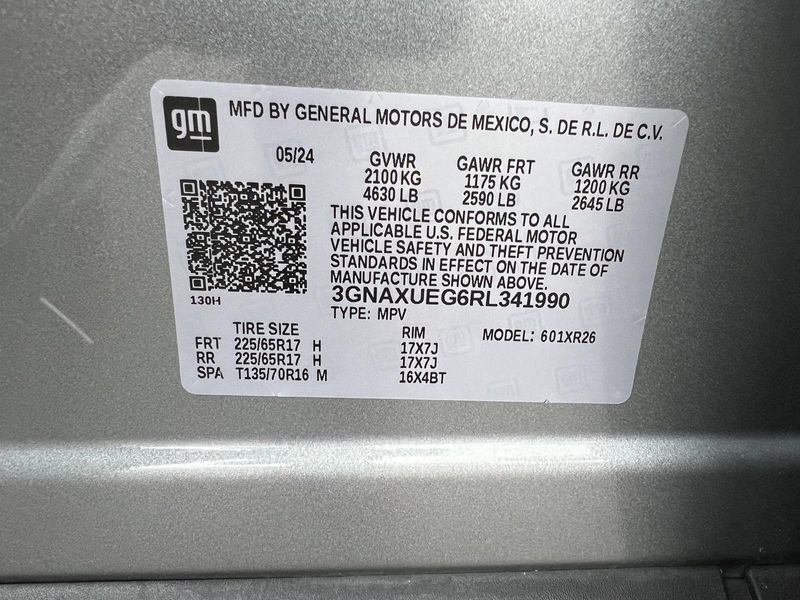 gm
MFD BY GENERAL MOTORS DE MEXICO, S. DE R.L. DE C.V.
05/24 GVWR GAWR FRT GAWR RR
2100 KG 1175 KG 1200 KG
4630 LB 2590 LB 2645 LB
THIS VEHICLE CONFORMS TO ALL
APPLICABLE U.S. FEDERAL MOTOR
VEHICLE SAFETY AND THEFT PREVENTION
STANDARDS IN EFFECT ON THE DATE OF
MANUFACTURE SHOWN ABOVE.
130H
3GNAXUEG6RL341990
TYPE: MPV
TIRE SIZE RIM MODEL: 601XR26
FRT 225/65R17 H 17X7J
RR 225/65R17 H 17X7J
SPA T135/70R16 M 16X4BT